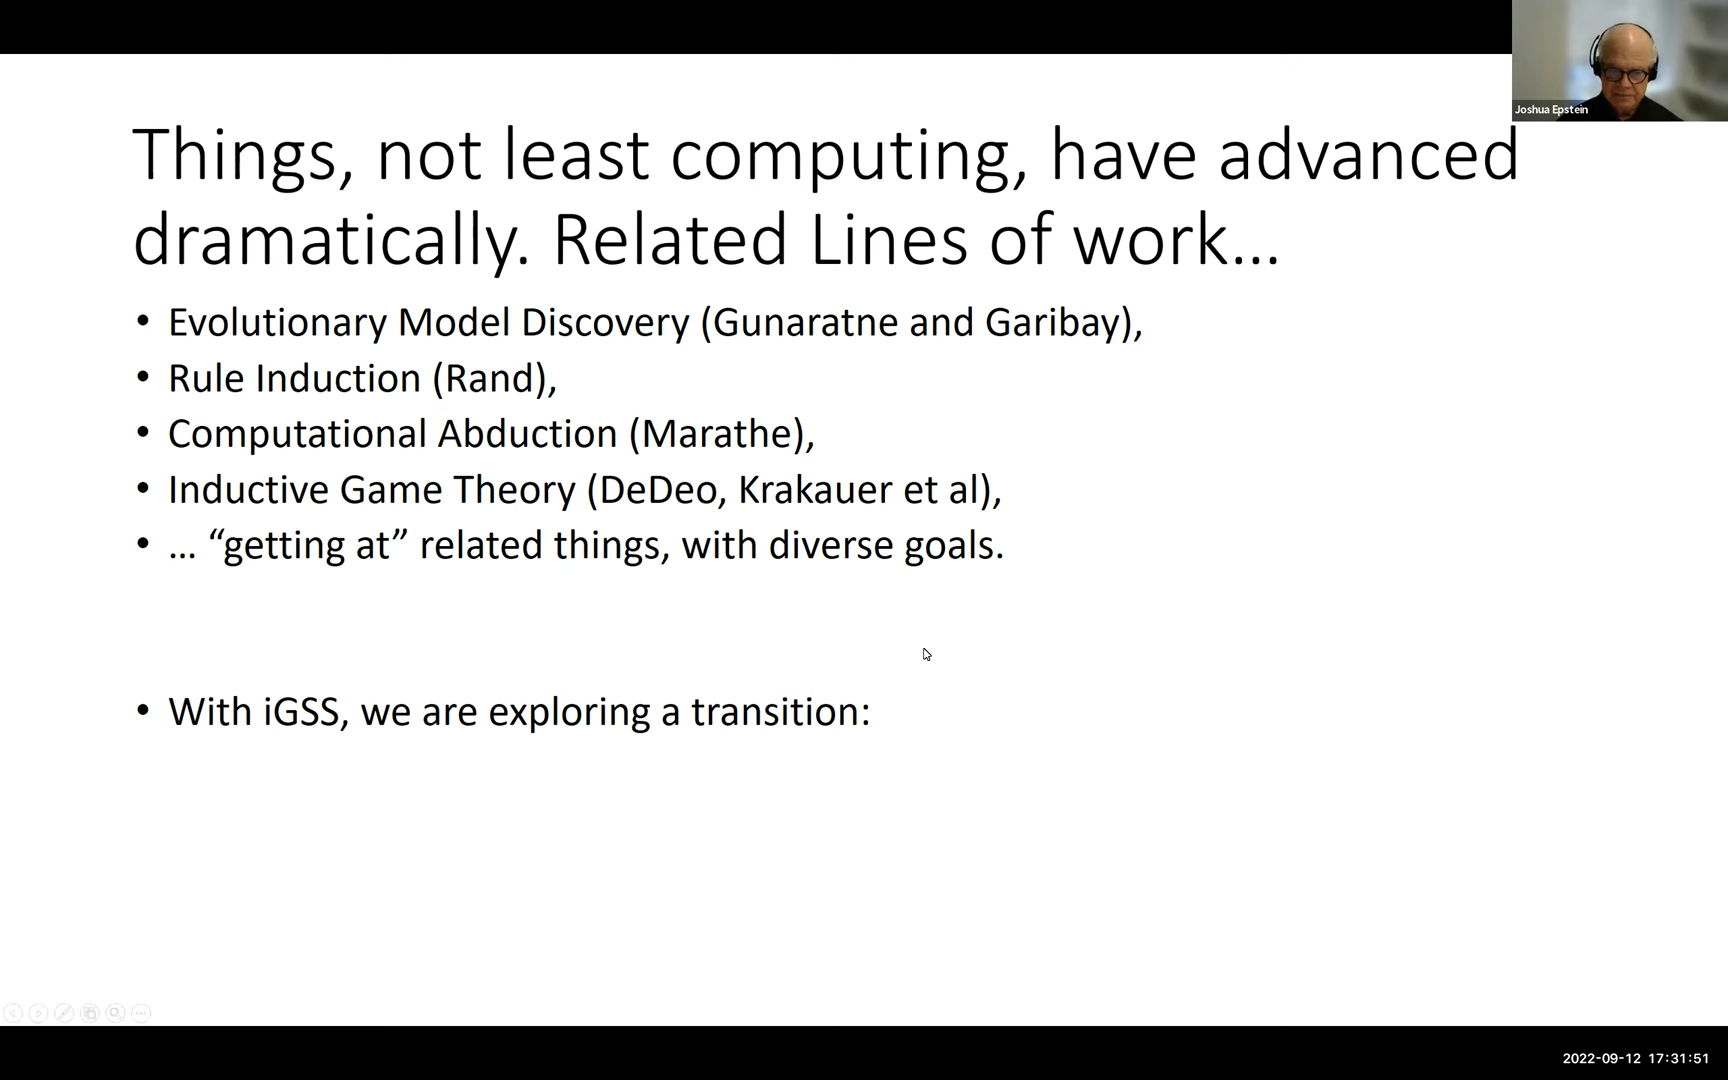 Joshua Epstein
Things, not least computing, have advanced
dramatically. Related Lines of work…
• Evolutionary Model Discovery (Gunaratne and Garibay),
• Rule Induction (Rand),
• Computational Abduction (Marathe),
• Inductive Game Theory (DeDeo, Krakauer et al),
• … “getting at” related things, with diverse goals.
• With iGSS, we are exploring a transition:
2022-09-12 17:31:51